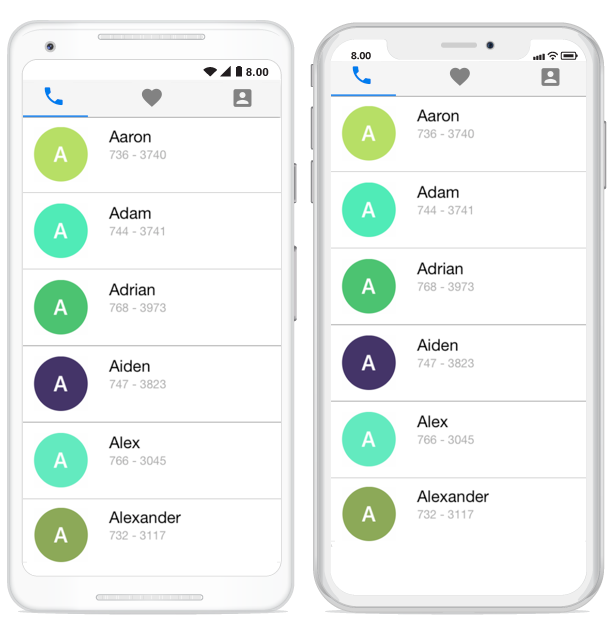 8.00
A
Aaron
736 - 3740
A
Adam
744 - 3741
A
Adrian
768 - 3973
A
Aiden
747 - 3823
A
Alex
766 - 3045
A
Alexander
732 - 3117
8.00
A
Aaron
736 - 3740
A
Adam
744 - 3741
A
Adrian
768 - 3973
A
Aiden
747 - 3823
A
Alex
766 - 3045
A
Alexander
732 - 3117